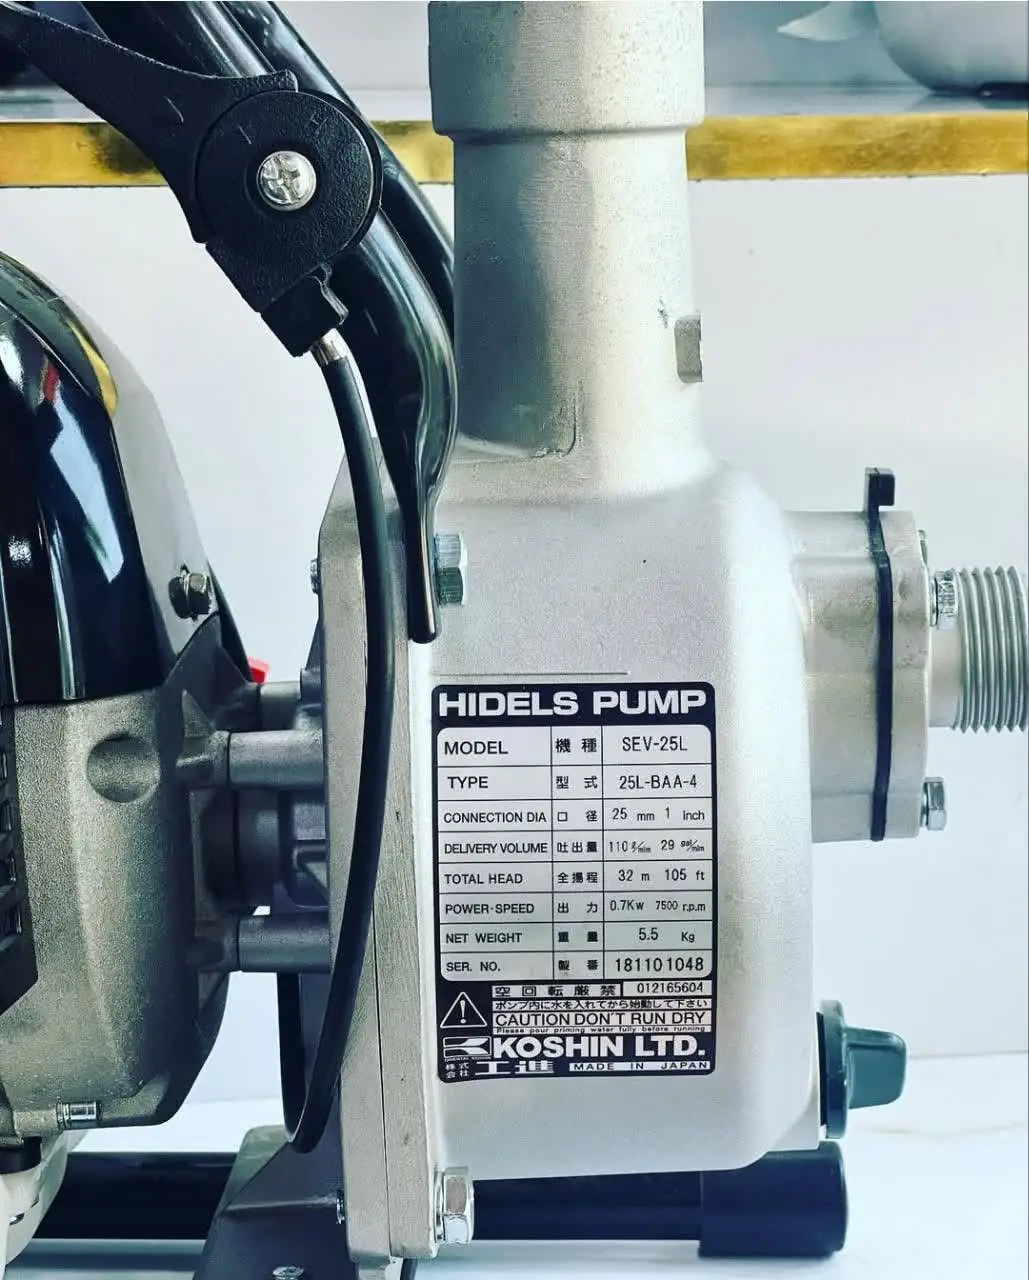 HIDELS PUMP
MODEL 機種 SEV-25L
TYPE 型式 25L-BAA-4
CONNECTION DIA 口径 25 mm 1 inch
DELIVERY VOLUME 吐出量 110 ℓ/min 29 gal/min
TOTAL HEAD 全揚程 32 m 105 ft
POWER·SPEED 出力 0.7Kw 7500 r.p.m
NET WEIGHT 重量 5.5 Kg
SER. NO. 製番 181101048
空回転厳禁 012165604
ポンプ内に水を入れてから始動して下さい
CAUTION DON'T RUN DRY
Please pour priming water fully before running
KOSHIN LTD.
株式会社 工進 MADE IN JAPAN